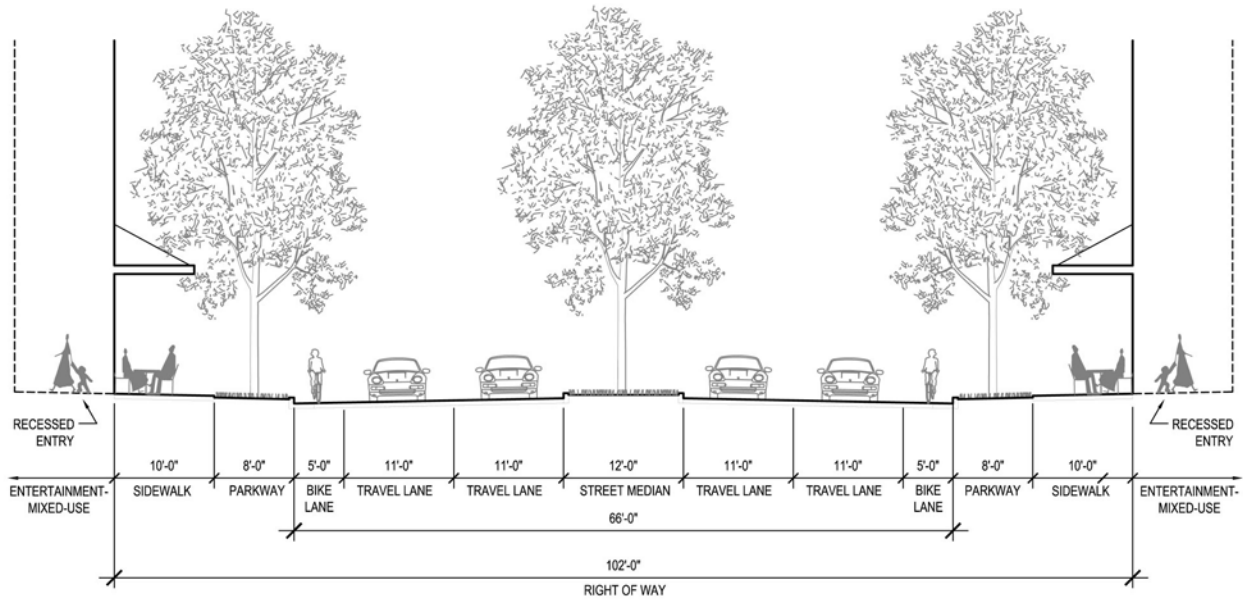 RECESSED
ENTRY
RECESSED
ENTRY
10'-0" 8'-0" 5'-0" 11'-0" 11'-0" 12'-0" 11'-0" 11'-0" 5'-0" 8'-0" 10'-0"
ENTERTAINMENT-
MIXED-USE
SIDEWALK
PARKWAY
BIKE
LANE
TRAVEL LANE
TRAVEL LANE
STREET MEDIAN
TRAVEL LANE
TRAVEL LANE
BIKE
LANE
PARKWAY
SIDEWALK
ENTERTAINMENT-
MIXED-USE
66'-0"
102'-0"
RIGHT OF WAY